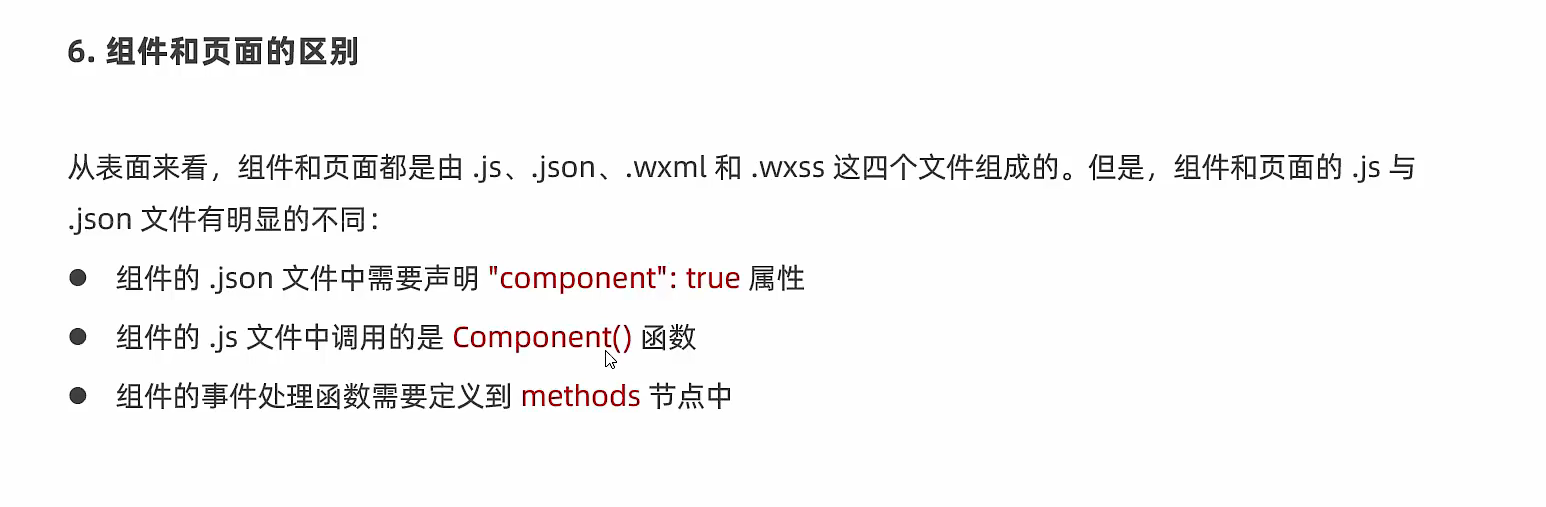 6. 组件和页面的区别
从表面来看，组件和页面都是由 .js、.json、.wxml 和 .wxss 这四个文件组成的。但是，组件和页面的 .js 与
.json 文件有明显的不同：
● 组件的 .json 文件中需要声明 "component": true 属性
● 组件的 .js 文件中调用的是 Component() 函数
● 组件的事件处理函数需要定义到 methods 节点中